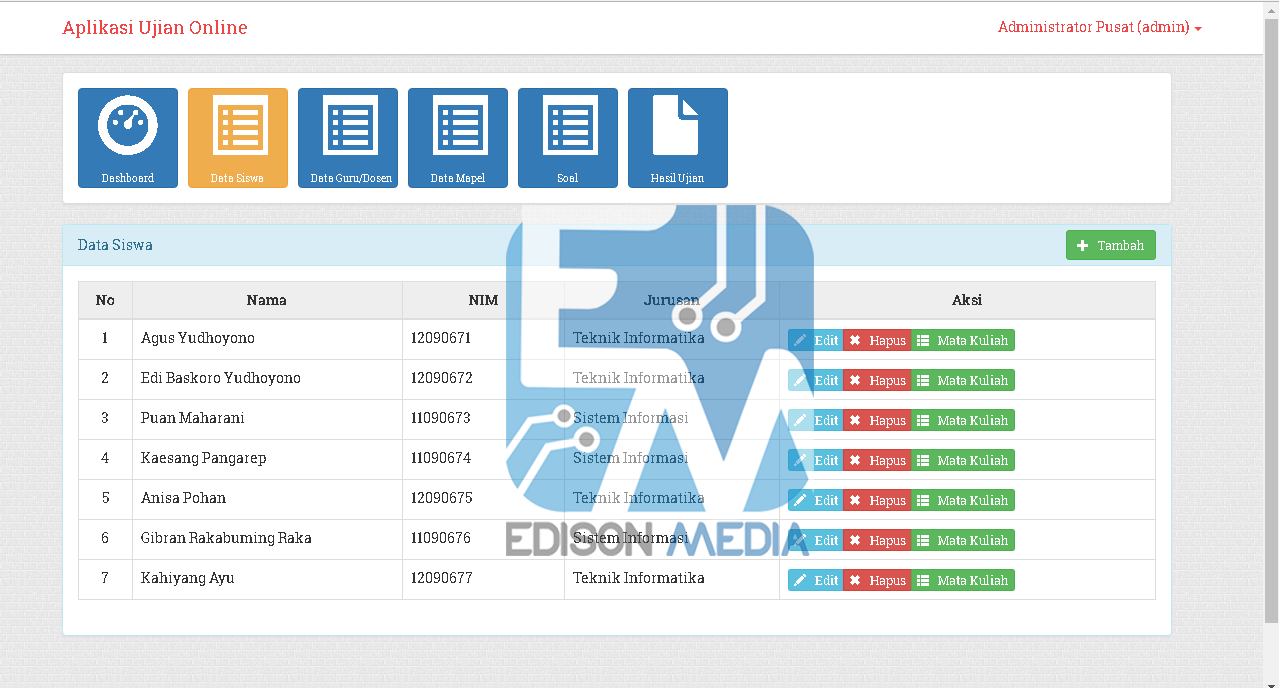 Aplikasi Ujian Online Administrator Pusat (admin)
Dashboard Data Siswa Data Guru/Dosen Data Mapel Soal Hasil Ujian
Data Siswa Tambah
No Nama NIM Jurusan Aksi
1 Agus Yudhoyono 12090671 Teknik Informatika Edit Hapus Mata Kuliah
2 Edi Baskoro Yudhoyono 12090672 Teknik Informatika Edit Hapus Mata Kuliah
3 Puan Maharani 11090673 Sistem Informasi Edit Hapus Mata Kuliah
4 Kaesang Pangarep 11090674 Sistem Informasi Edit Hapus Mata Kuliah
5 Anisa Pohan 12090675 Teknik Informatika Edit Hapus Mata Kuliah
6 Gibran Rakabuming Raka 11090676 Sistem Informasi Edit Hapus Mata Kuliah
EDISON MEDIA
7 Kahiyang Ayu 12090677 Teknik Informatika Edit Hapus Mata Kuliah